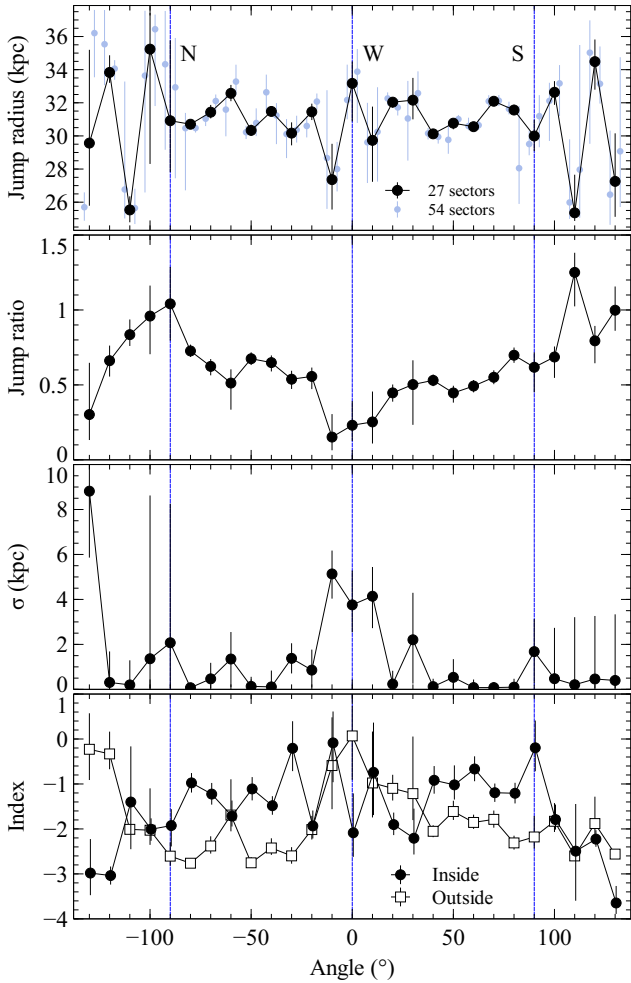 Jump radius (kpc)
36
34
32
30
28
26
N
W
S
27 sectors
54 sectors
Jump ratio
1.5
1
0.5
0
σ (kpc)
10
8
6
4
2
0
Index
1
0
−1
−2
−3
−4
Inside
Outside
−100
−50
0
50
100
Angle (°)